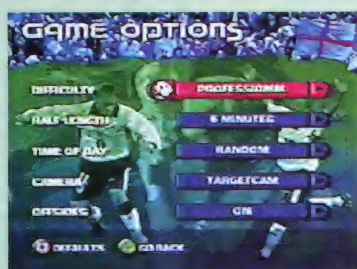 GAME OPTIONS
DIFFICULTY PROFESSIONAL
HALF LENGTH 6 MINUTES
TIME OF DAY RANDOM
CAMERA TARGETCAM
OFFSIDES ON
DEFAULTS GO BACK